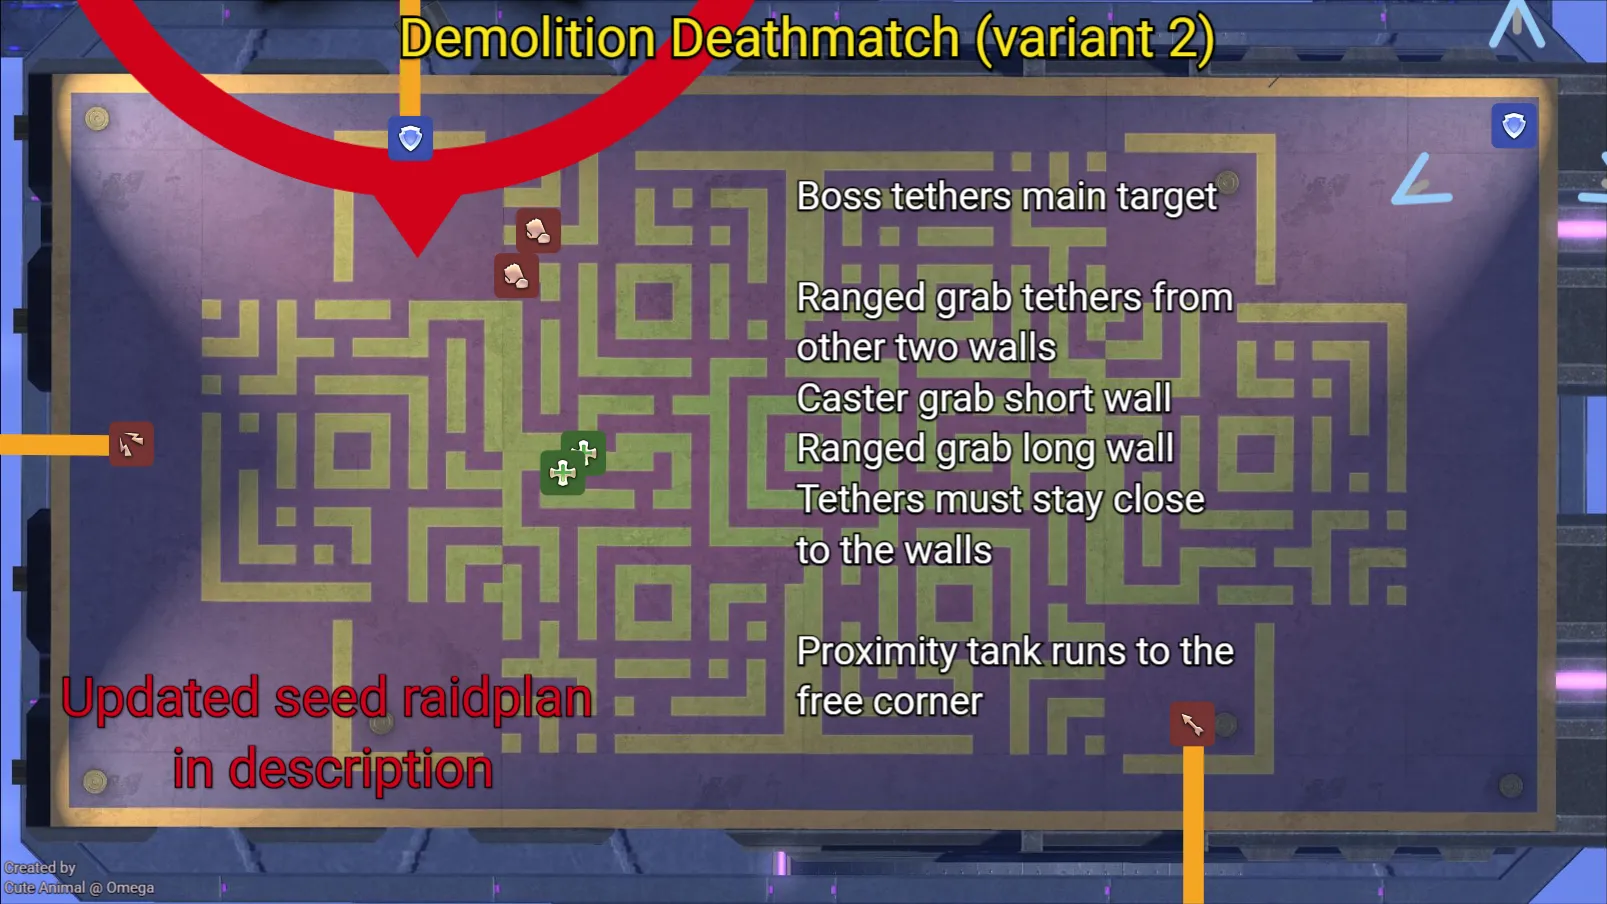 Demolition Deathmatch (variant 2)
Boss tethers main target
Ranged grab tethers from
other two walls
Caster grab short wall
Ranged grab long wall
Tethers must stay close
to the walls
Proximity tank runs to the
free corner
Updated seed raidplan
in description
Created by
Cute Animal @ Omega